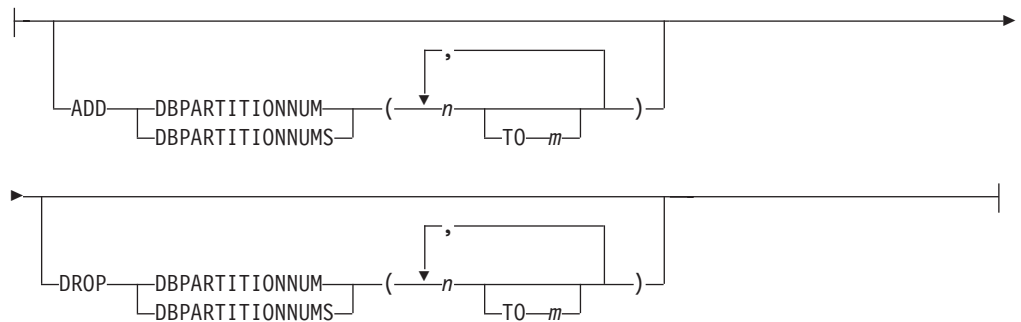 ,
ADD DBPARTITIONNUM ( n )
DBPARTITIONNUMS TO m
,
DROP DBPARTITIONNUM ( n )
DBPARTITIONNUMS TO m